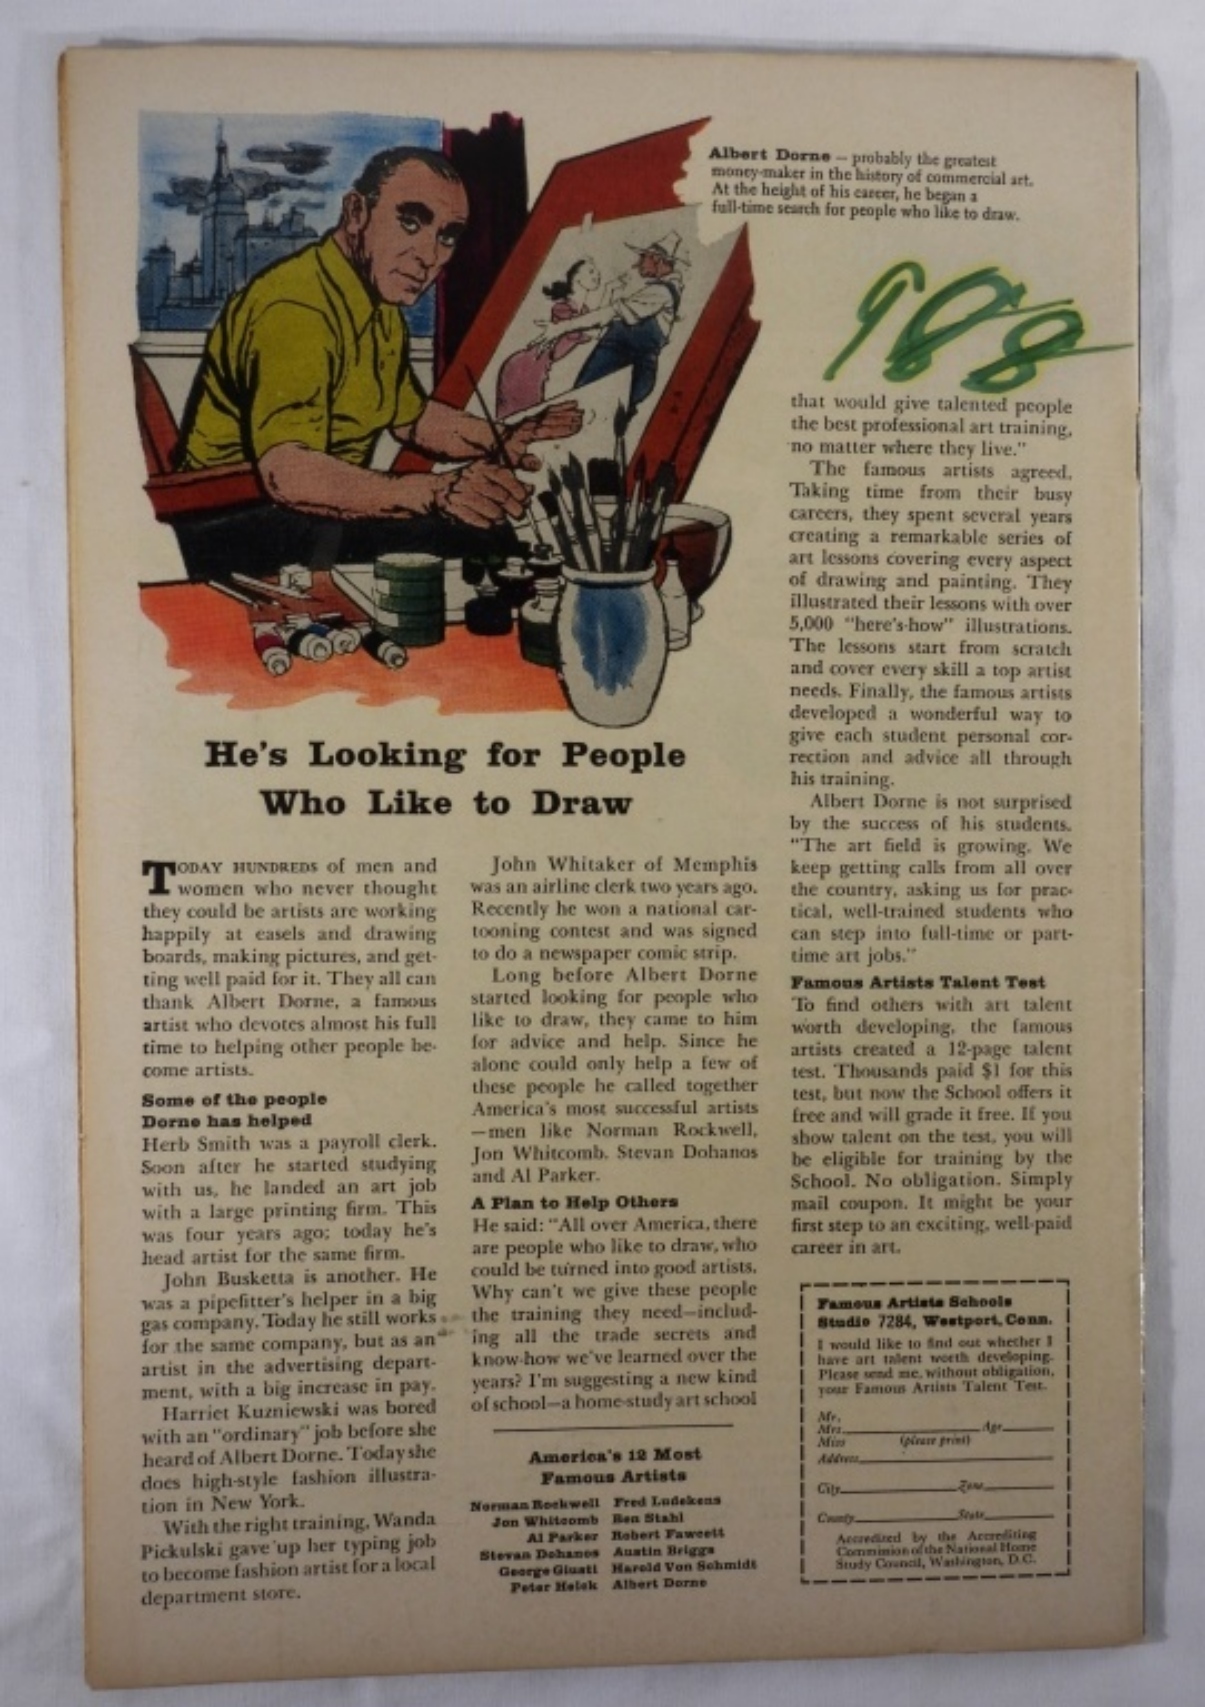 Albert Dorne — probably the greatest
money-maker in the history of commercial art.
At the height of his career, he began a
full-time search for people who like to draw.
988
He's Looking for People
Who Like to Draw
TODAY HUNDREDS of men and
women who never thought
they could be artists are working
happily at easels and drawing
boards, making pictures, and get-
ting well paid for it. They all can
thank Albert Dorne, a famous
artist who devotes almost his full
time to helping other people be-
come artists.
Some of the people
Dorne has helped
Herb Smith was a payroll clerk.
Soon after he started studying
with us, he landed an art job
with a large printing firm. This
was four years ago; today he's
head artist for the same firm.
John Busketta is another. He
was a pipefitter's helper in a big
gas company. Today he still works
for the same company, but as an
artist in the advertising depart-
ment, with a big increase in pay.
Harriet Kuzniewski was bored
with an "ordinary" job before she
heard of Albert Dorne. Today she
does high-style fashion illustra-
tion in New York.
With the right training, Wanda
Pickulski gave up her typing job
to become fashion artist for a local
department store.
John Whitaker of Memphis
was an airline clerk two years ago.
Recently he won a national car-
tooning contest and was signed
to do a newspaper comic strip.
Long before Albert Dorne
started looking for people who
like to draw, they came to him
for advice and help. Since he
alone could only help a few of
these people he called together
America's most successful artists
—men like Norman Rockwell,
Jon Whitcomb, Stevan Dohanos
and Al Parker.
A Plan to Help Others
He said: "All over America, there
are people who like to draw, who
could be turned into good artists.
Why can't we give these people
the training they need—includ-
ing all the trade secrets and
know-how we've learned over the
years? I'm suggesting a new kind
of school—a home-study art school
that would give talented people
the best professional art training,
no matter where they live."
The famous artists agreed.
Taking time from their busy
careers, they spent several years
creating a remarkable series of
art lessons covering every aspect
of drawing and painting. They
illustrated their lessons with over
5,000 "here's-how" illustrations.
The lessons start from scratch
and cover every skill a top artist
needs. Finally, the famous artists
developed a wonderful way to
give each student personal cor-
rection and advice all through
his training.
Albert Dorne is not surprised
by the success of his students.
"The art field is growing. We
keep getting calls from all over
the country, asking us for prac-
tical, well-trained students who
can step into full-time or part-
time art jobs."
Famous Artists Talent Test
To find others with art talent
worth developing, the famous
artists created a 12-page talent
test. Thousands paid $1 for this
test, but now the School offers it
free and will grade it free. If you
show talent on the test, you will
be eligible for training by the
School. No obligation. Simply
mail coupon. It might be your
first step to an exciting, well-paid
career in art.
America's 12 Most
Famous Artists
Norman Rockwell Fred Ludekens
Jon Whitcomb Ben Stahl
Al Parker Robert Fawcett
Stevan Dohanos Austin Briggs
George Giusti Harold Von Schmidt
Peter Helck Albert Dorne
Famous Artists Schools
Studio 7284, Westport, Conn.
I would like to find out whether I
have art talent worth developing.
Please send me, without obligation,
your Famous Artists Talent Test.
Mr.
Mrs. Age
Miss (please print)
Address
City Zone
County State
Accredited by the Accrediting
Commission of the National Home
Study Council, Washington, D.C.